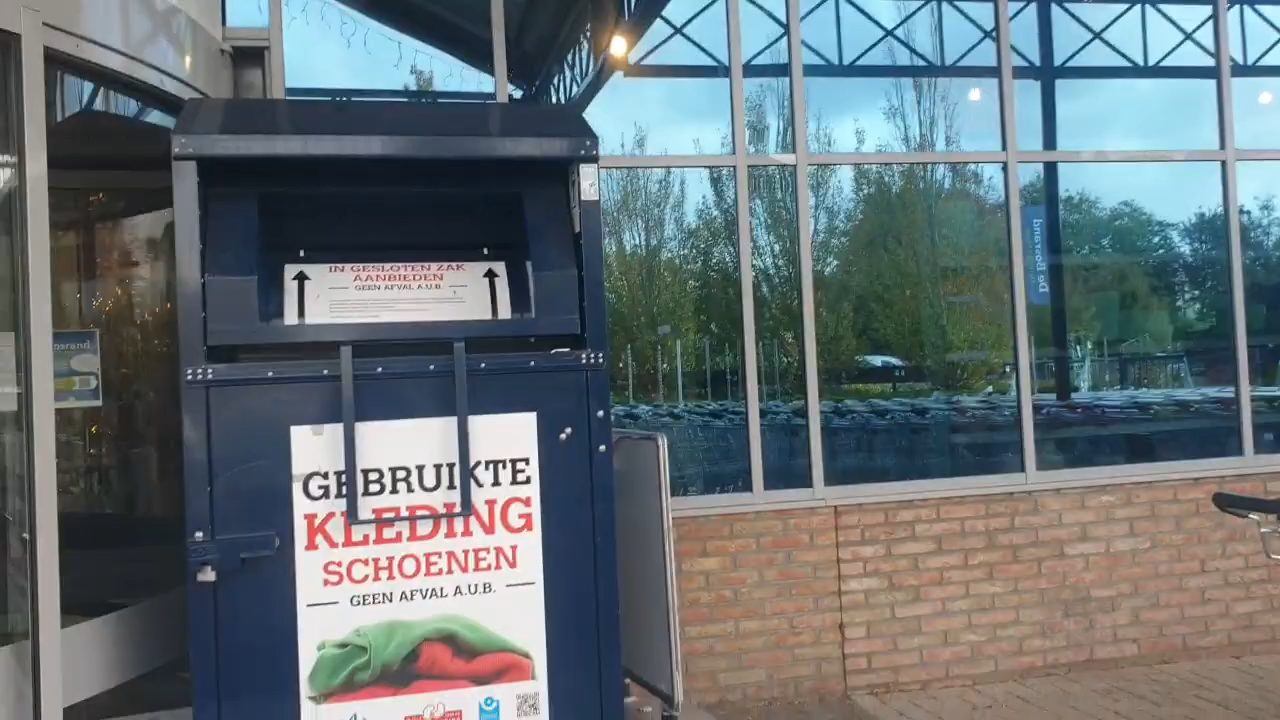 IN GESLOTEN ZAK
AANBIEDEN
GEEN AFVAL A.U.B.
GEBRUIKTE
KLEDING
SCHOENEN
GEEN AFVAL A.U.B.